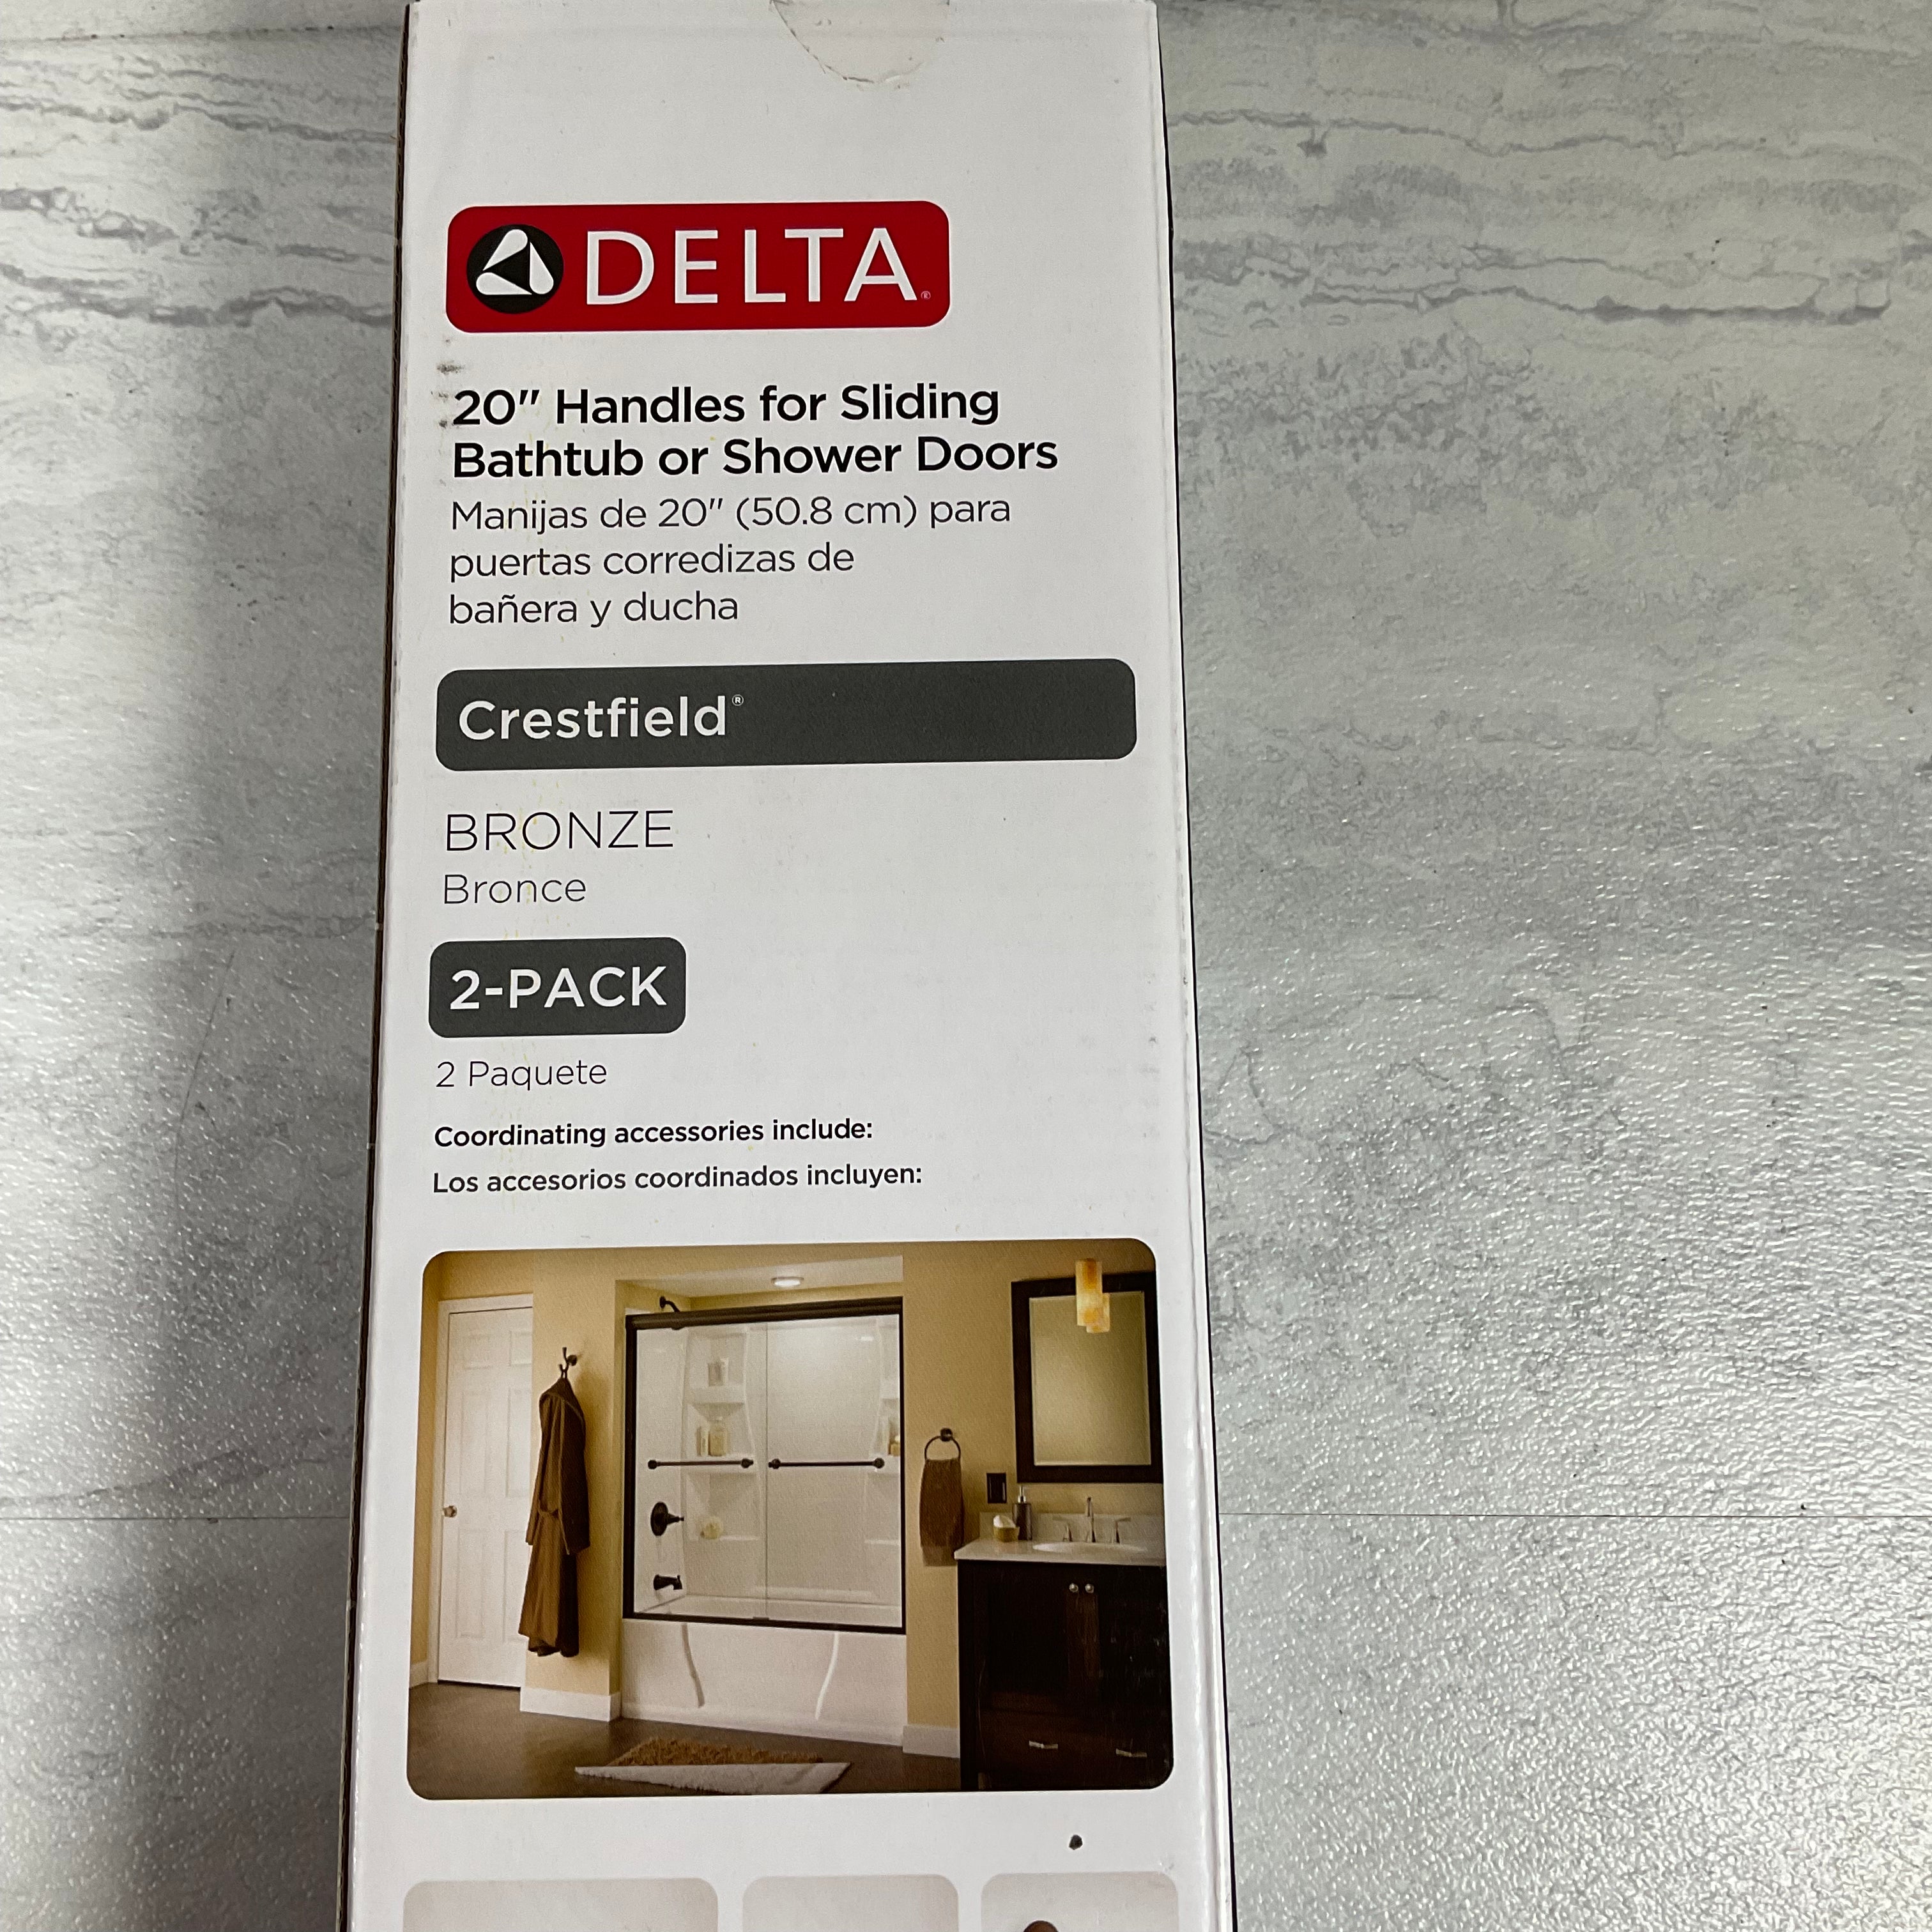 DELTA®
20" Handles for Sliding
Bathtub or Shower Doors
Manijas de 20" (50.8 cm) para
puertas corredizas de
bañera y ducha
Crestfield®
BRONZE
Bronce
2-PACK
2 Paquete
Coordinating accessories include:
Los accesorios coordinados incluyen: